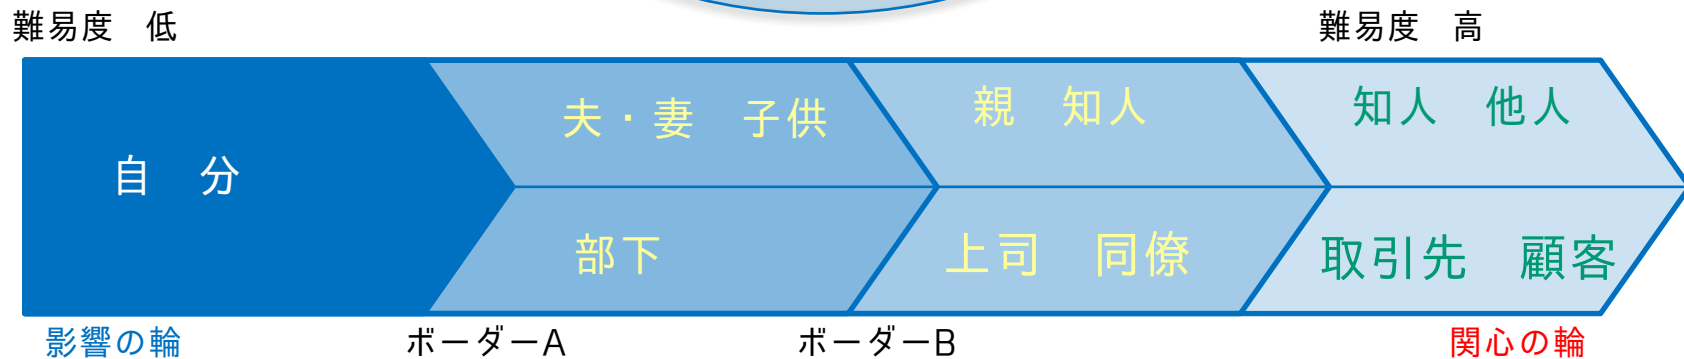 難易度　低
難易度　高
夫・妻　子供
親　知人
知人　他人
自　分
部下
上司　同僚
取引先　顧客
影響の輪
ボーダーA
ボーダーB
関心の輪